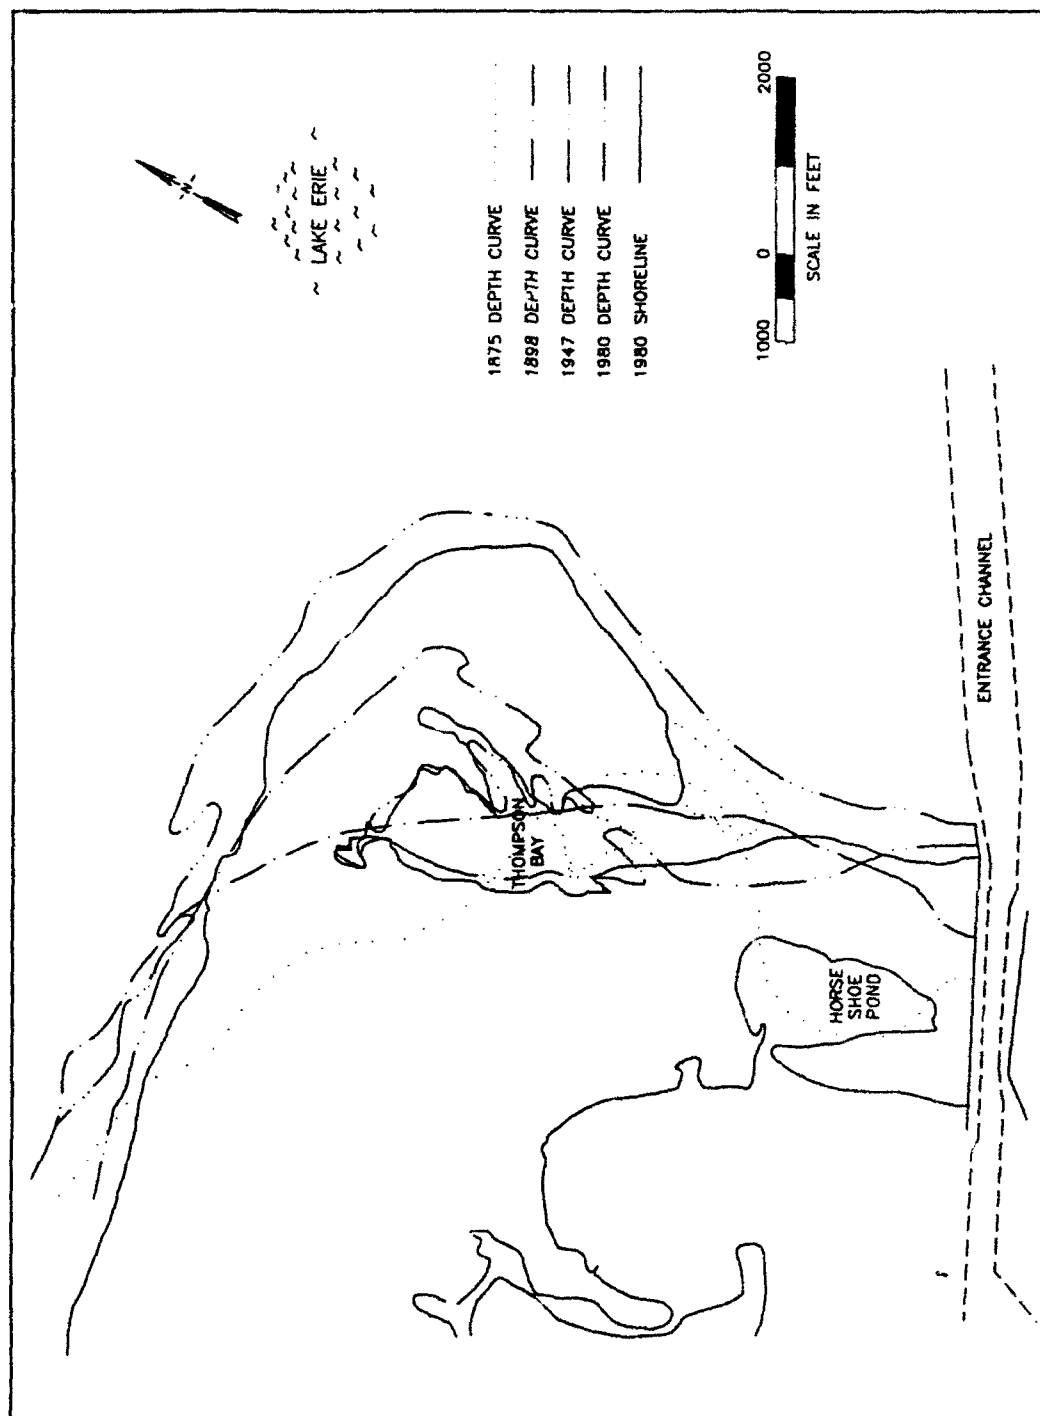 N
LAKE ERIE
1875 DEPTH CURVE
1898 DEPTH CURVE
1947 DEPTH CURVE
1980 DEPTH CURVE
1980 SHORELINE
1000 0 2000
SCALE IN FEET
THOMPSON
BAY
HORSE
SHOE
POND
ENTRANCE CHANNEL